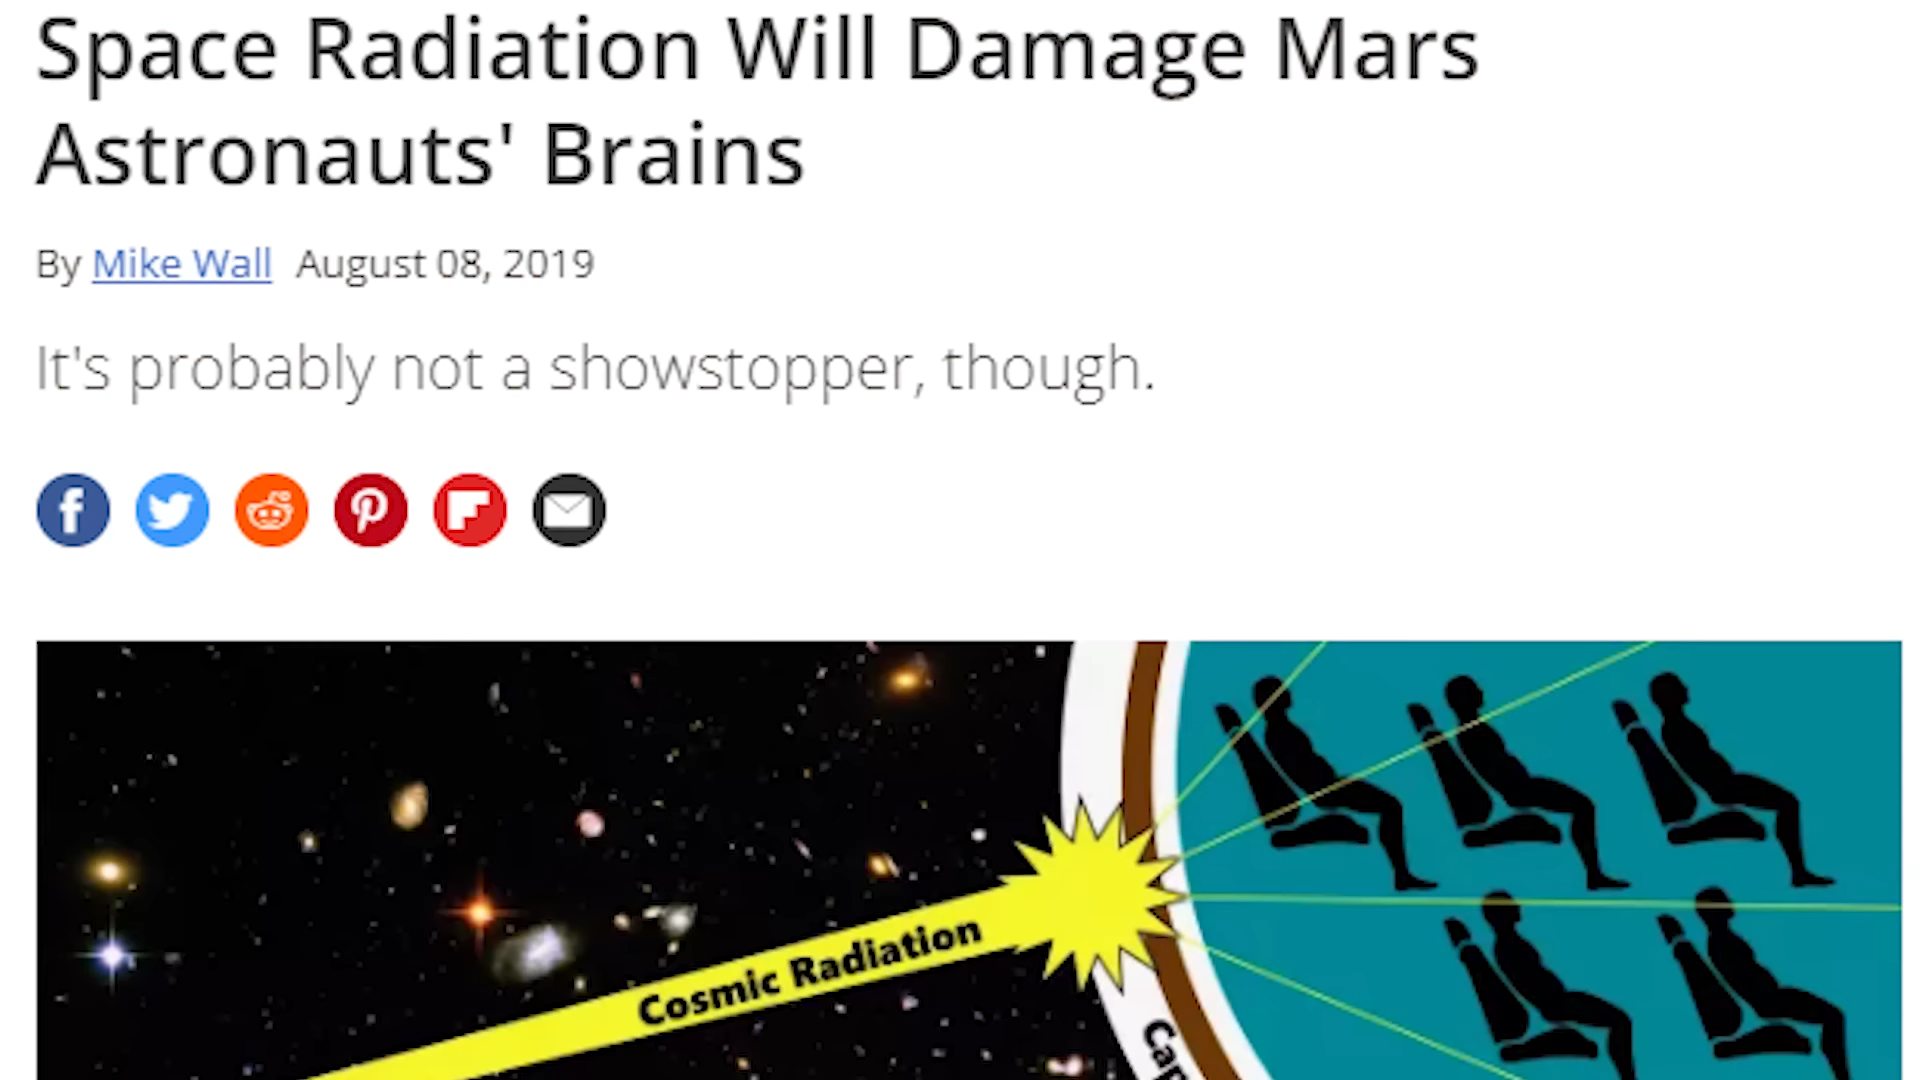 Space Radiation Will Damage Mars
Astronauts' Brains
By Mike Wall August 08, 2019
It's probably not a showstopper, though.
Cosmic Radiation